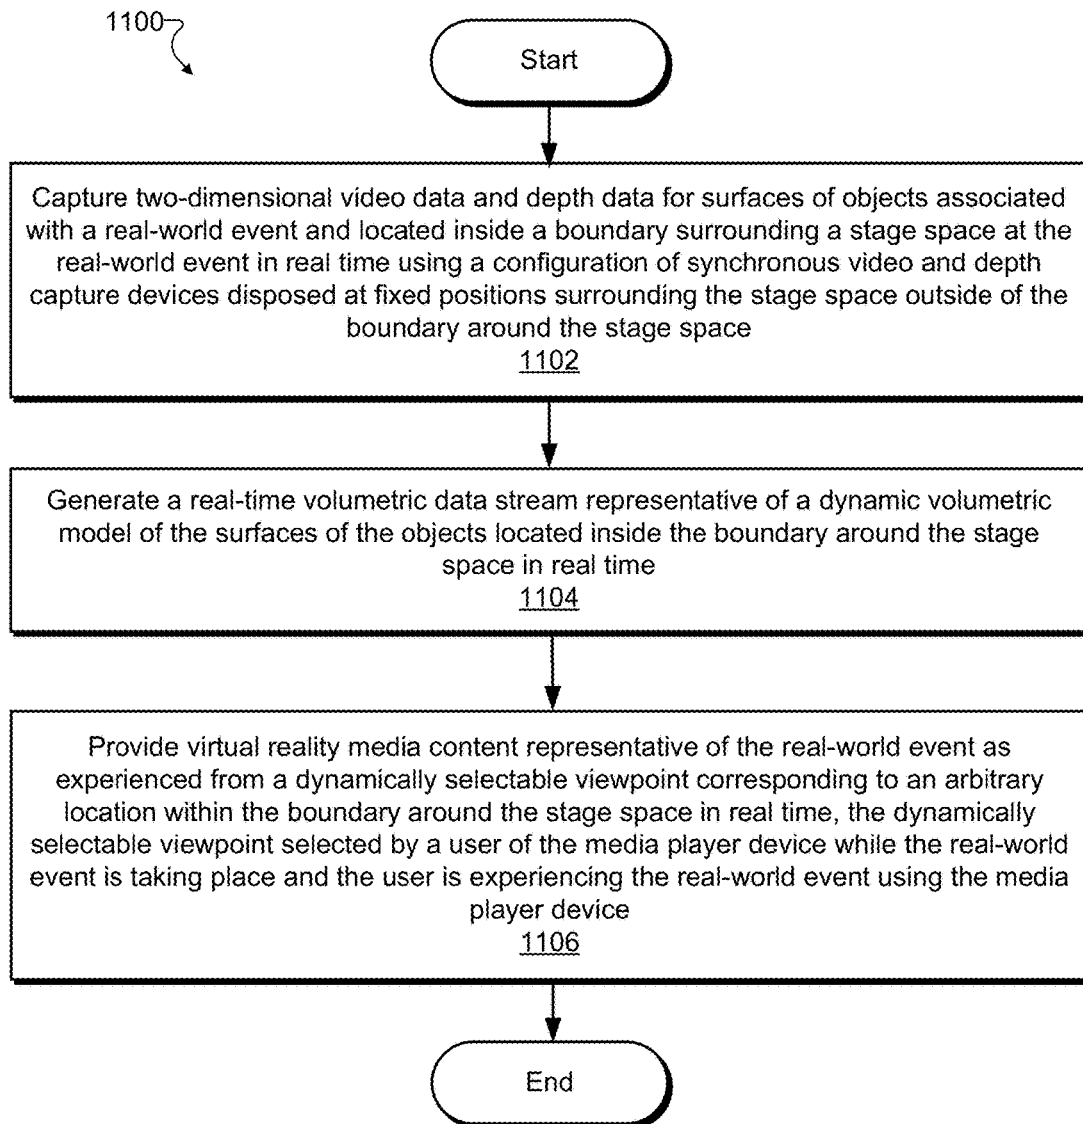 1100
Start
Capture two-dimensional video data and depth data for surfaces of objects associated
with a real-world event and located inside a boundary surrounding a stage space at the
real-world event in real time using a configuration of synchronous video and depth
capture devices disposed at fixed positions surrounding the stage space outside of the
boundary around the stage space
1102
Generate a real-time volumetric data stream representative of a dynamic volumetric
model of the surfaces of the objects located inside the boundary around the stage
space in real time
1104
Provide virtual reality media content representative of the real-world event as
experienced from a dynamically selectable viewpoint corresponding to an arbitrary
location within the boundary around the stage space in real time, the dynamically
selectable viewpoint selected by a user of the media player device while the real-world
event is taking place and the user is experiencing the real-world event using the media
player device
1106
End